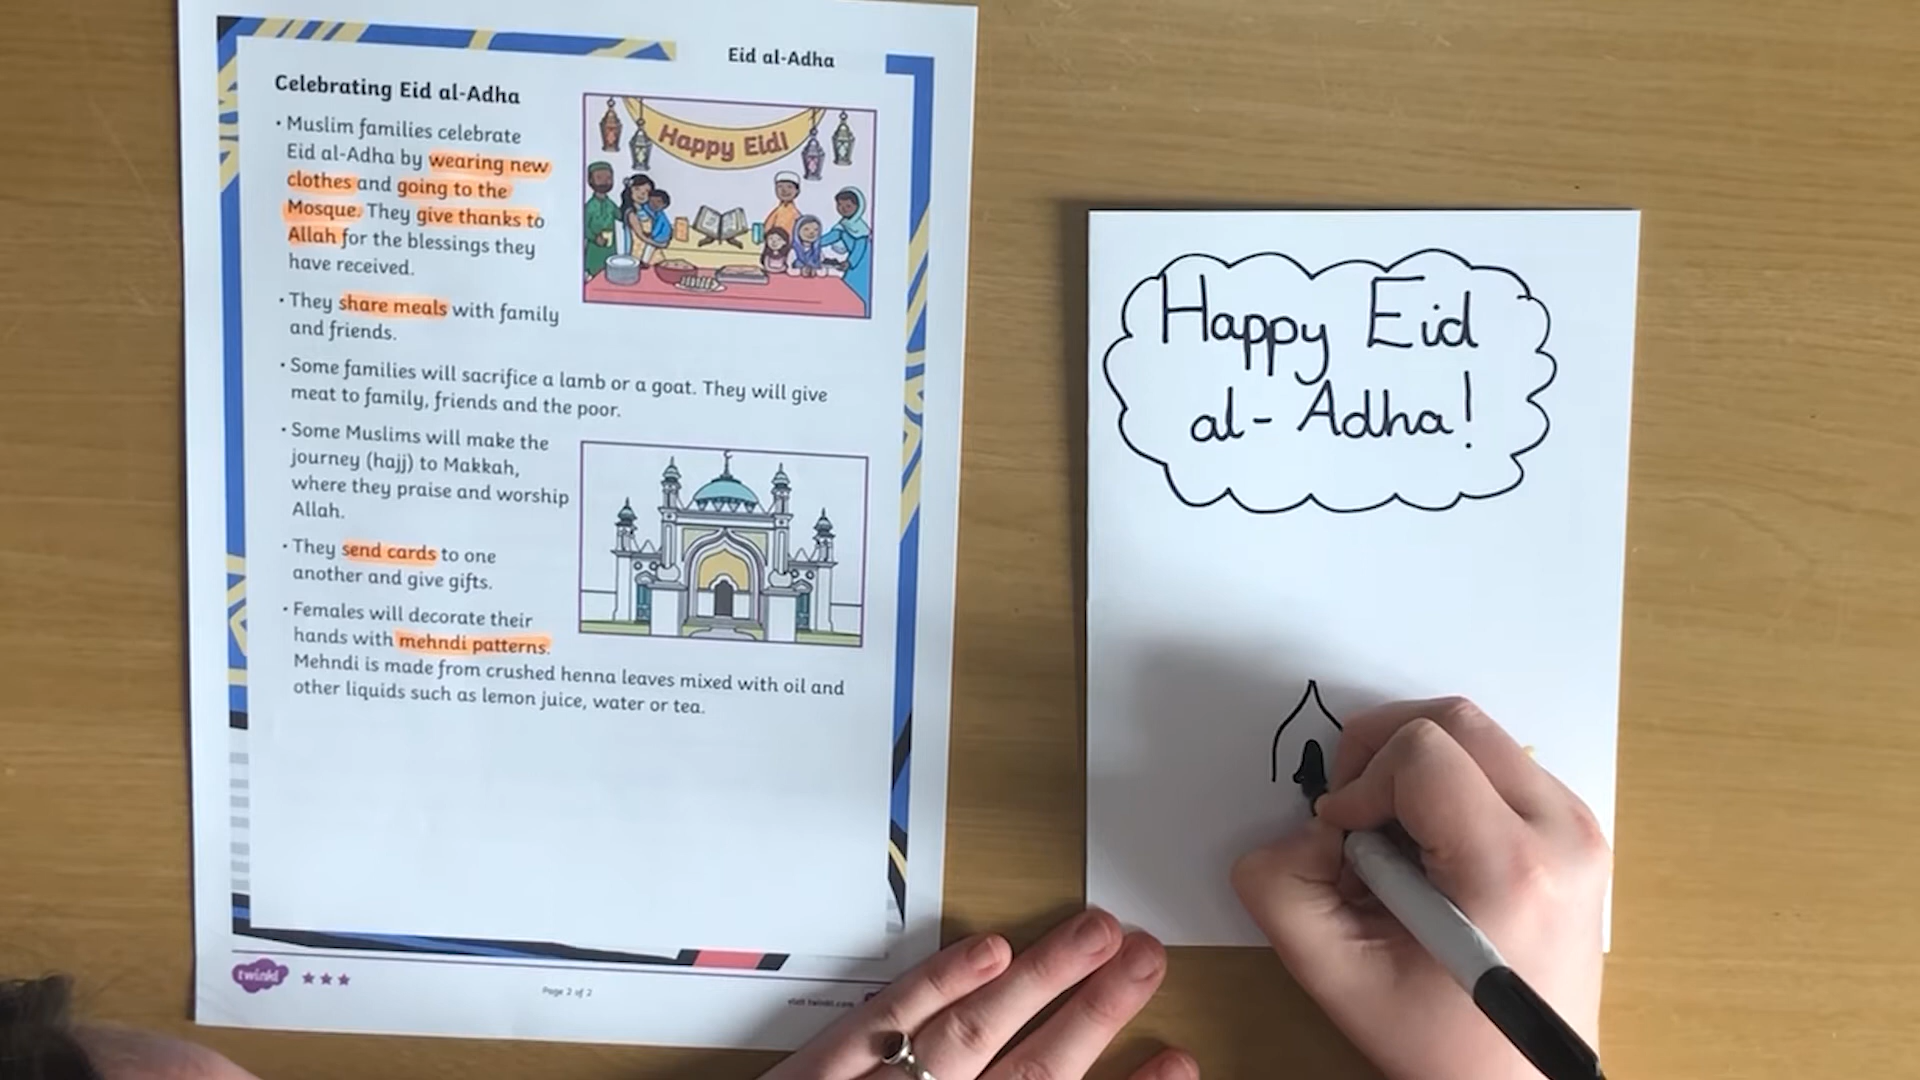 Eid al-Adha
Celebrating Eid al-Adha
• Muslim families celebrate
Eid al-Adha by wearing new
clothes and going to the
Mosque. They give thanks to
Allah for the blessings they
have received.
• They share meals with family
and friends.
• Some families will sacrifice a lamb or a goat. They will give
meat to family, friends and the poor.
• Some Muslims will make the
journey (hajj) to Makkah,
where they praise and worship
Allah.
• They send cards to one
another and give gifts.
• Females will decorate their
hands with mehndi patterns.
Mehndi is made from crushed henna leaves mixed with oil and
other liquids such as lemon juice, water or tea.
Happy Eid!
twinkl
Page 2 of 2
visit twinkl.com
Happy Eid
al-Adha!